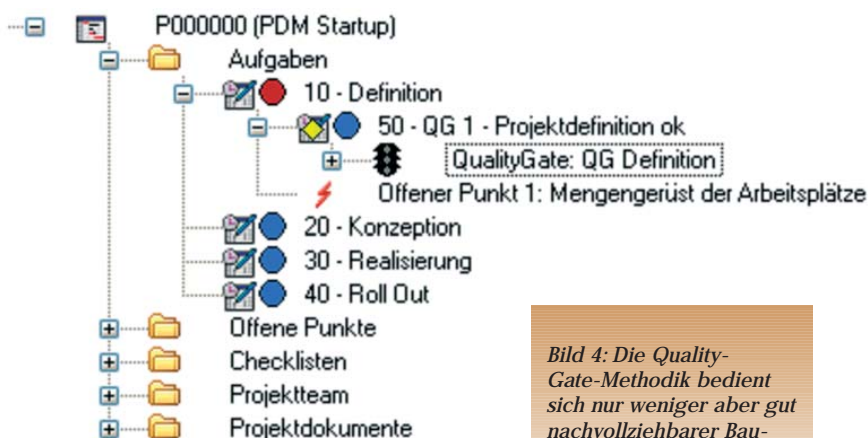 P000000 (PDM Startup)
Aufgaben
10 - Definition
50 - QG 1 - Projektdefinition ok
QualityGate: QG Definition
Offener Punkt 1: Mengengerüst der Arbeitsplätze
20 - Konzeption
30 - Realisierung
40 - Roll Out
Offene Punkte
Checklisten
Projektteam
Projektdokumente
Bild 4: Die Quality-
Gate-Methodik bedient
sich nur weniger aber gut
nachvollziehbarer Bau-